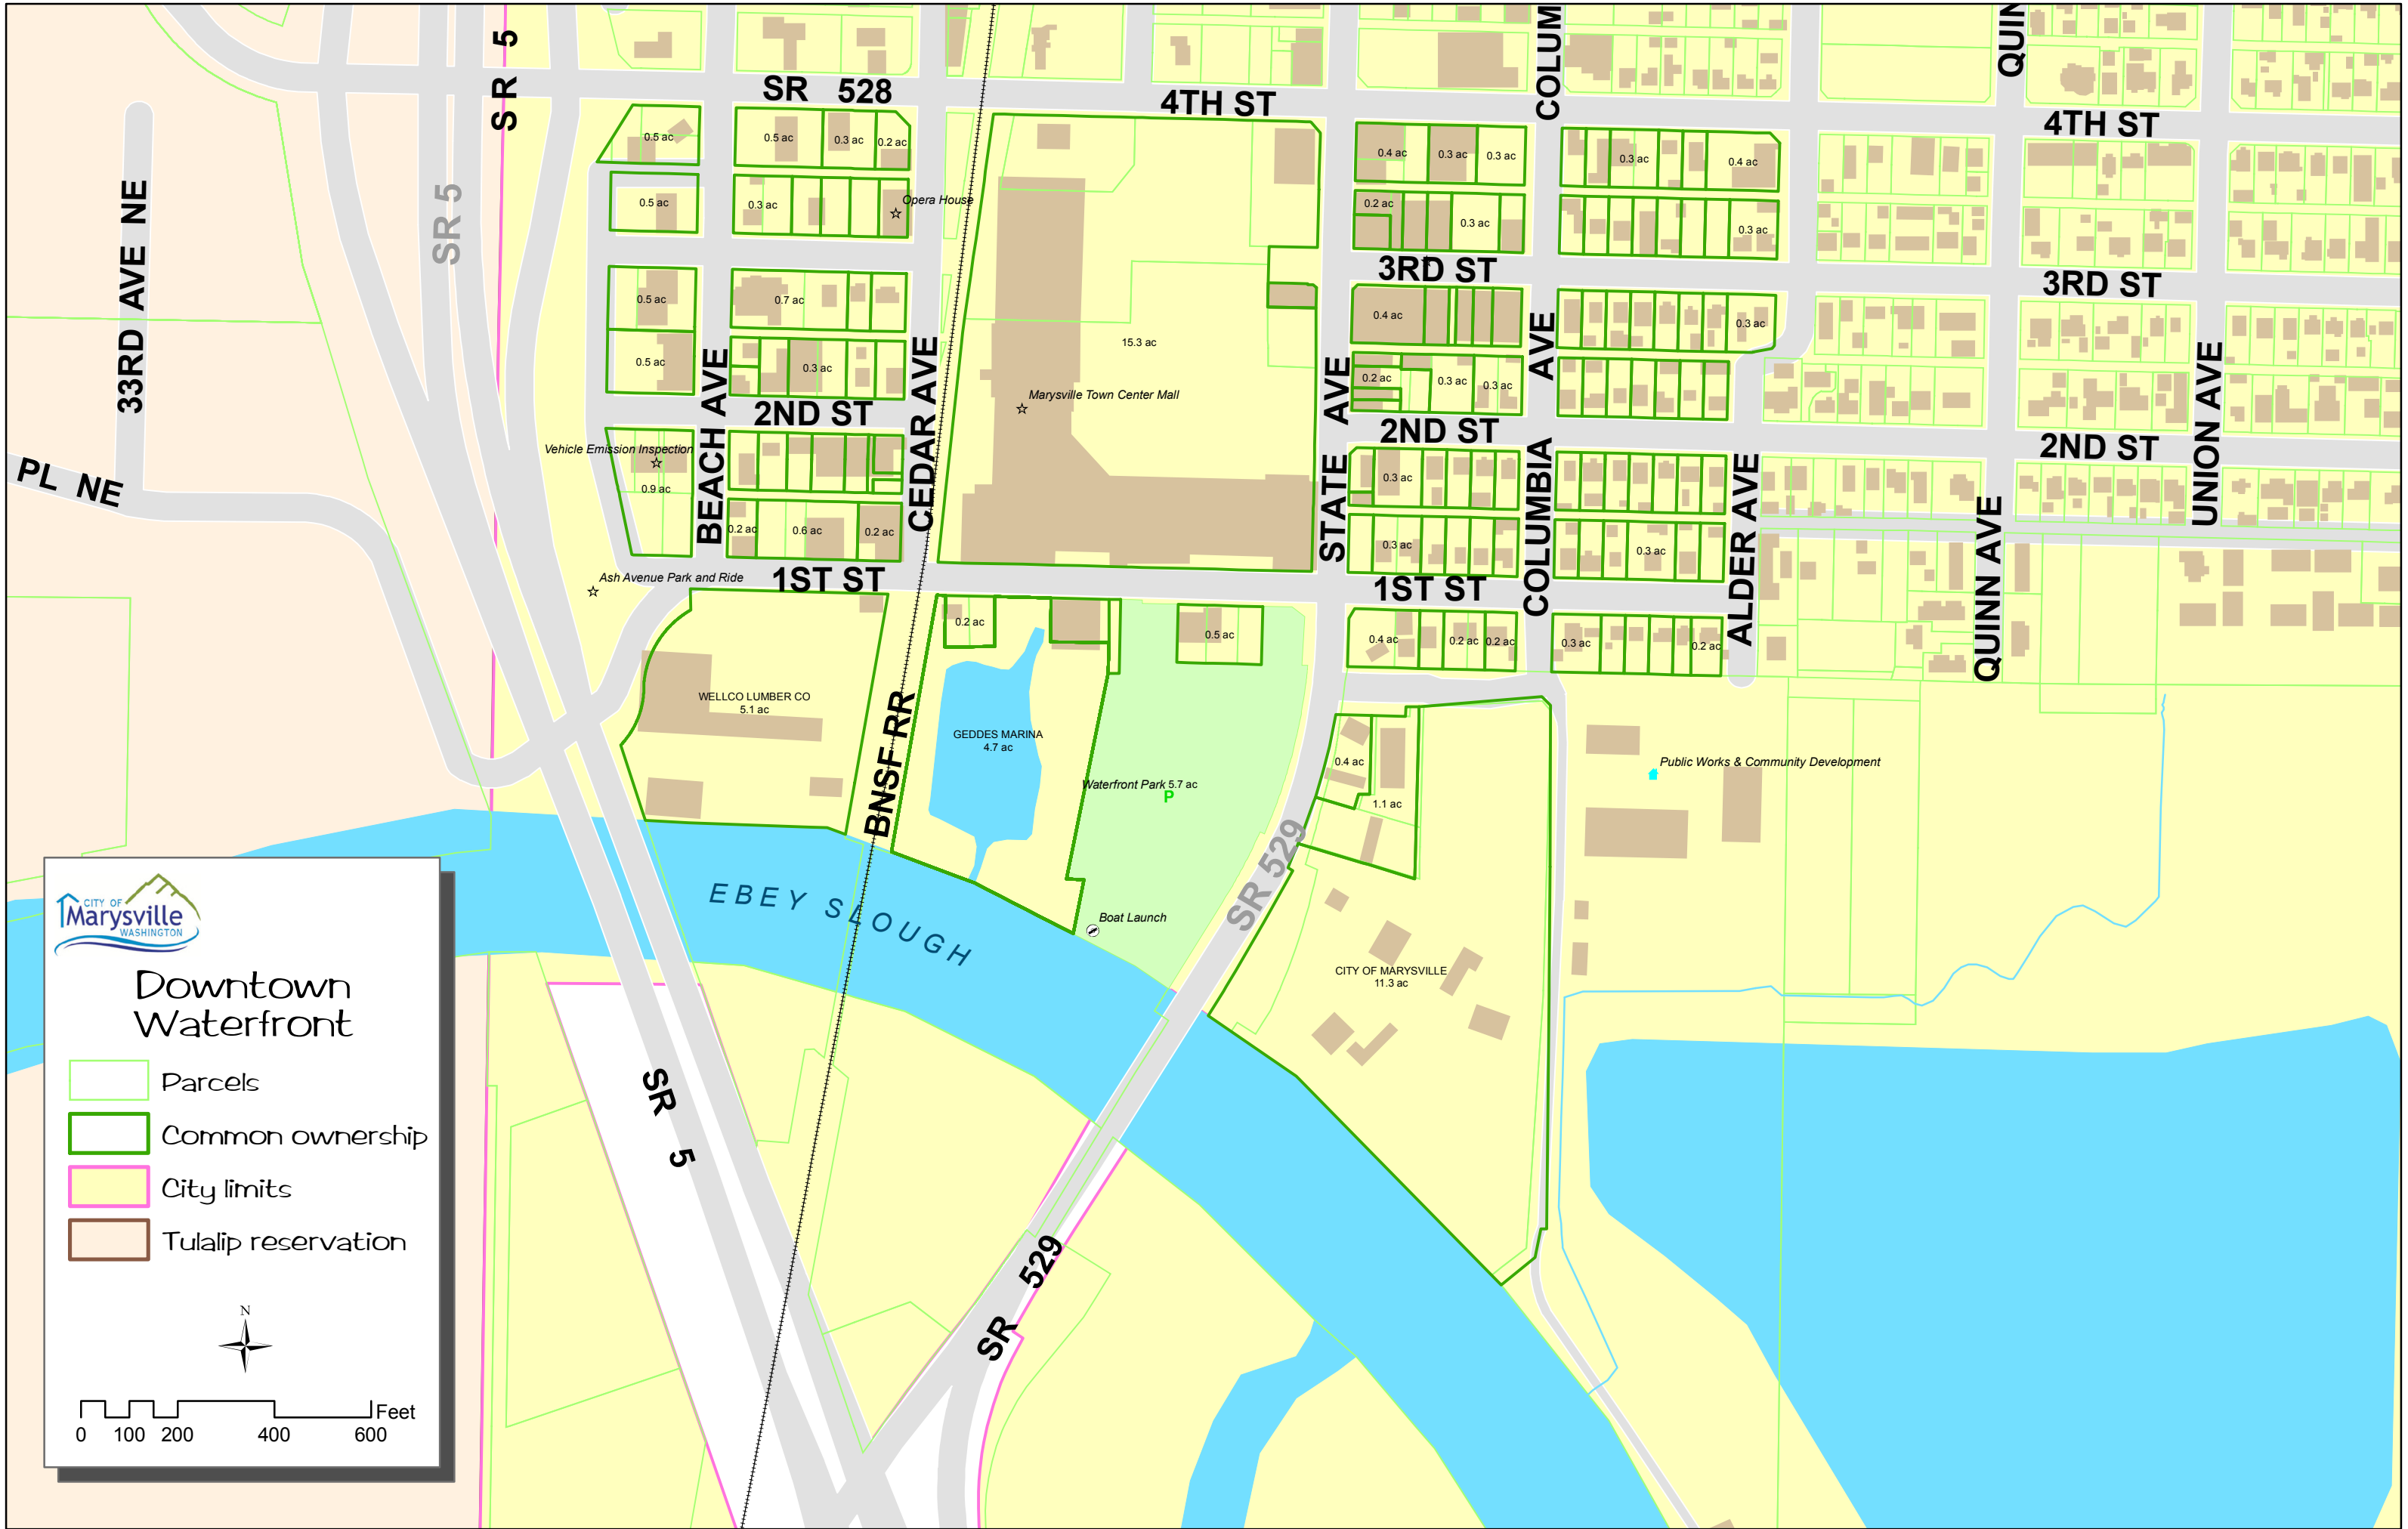 SR 5
SR 528
4TH ST
COLUM
QUIN
4TH ST
0.5 ac
0.5 ac
0.3 ac
0.2 ac
0.4 ac
0.3 ac
0.3 ac
0.3 ac
0.4 ac
33RD AVE NE
SR 5
0.5 ac
0.3 ac
Opera House
0.2 ac
0.3 ac
0.3 ac
3RD ST
3RD ST
0.5 ac
0.7 ac
0.4 ac
0.3 ac
15.3 ac
0.5 ac
0.3 ac
0.2 ac
0.3 ac
0.3 ac
Marysville Town Center Mall
BEACH AVE
CEDAR AVE
STATE AVE
COLUMBIA AVE
ALDER AVE
QUINN AVE
UNION AVE
2ND ST
2ND ST
2ND ST
Vehicle Emission Inspection
0.9 ac
0.3 ac
PL NE
0.2 ac
0.6 ac
0.2 ac
0.3 ac
0.3 ac
Ash Avenue Park and Ride
1ST ST
1ST ST
0.2 ac
0.5 ac
0.4 ac
0.2 ac
0.2 ac
0.3 ac
0.2 ac
WELLCO LUMBER CO
5.1 ac
BNSF RR
GEDDES MARINA
4.7 ac
Waterfront Park 5.7 ac
P
0.4 ac
1.1 ac
Public Works & Community Development
SR 529
EBEY SLOUGH
Boat Launch
CITY OF MARYSVILLE
11.3 ac
SR 5
SR 529
CITY OF
Marysville
WASHINGTON
Downtown
Waterfront
Parcels
Common ownership
City limits
Tulalip reservation
N
Feet
0 100 200 400 600